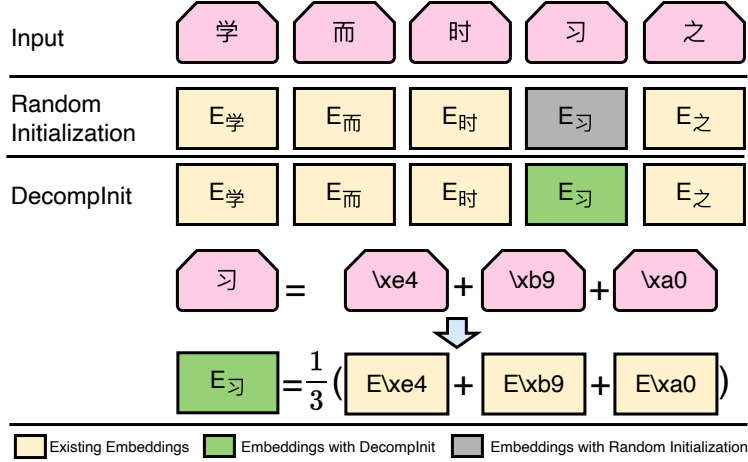 Input 学 而 时 习 之
Random
Initialization
E学 E而 E时 E习 E之
DecompInit E学 E而 E时 E习 E之
习 = \xe4 + \xb9 + \xa0
E习 = 1/3 ( E\xe4 + E\xb9 + E\xa0 )
Existing Embeddings Embeddings with DecompInit Embeddings with Random Initialization